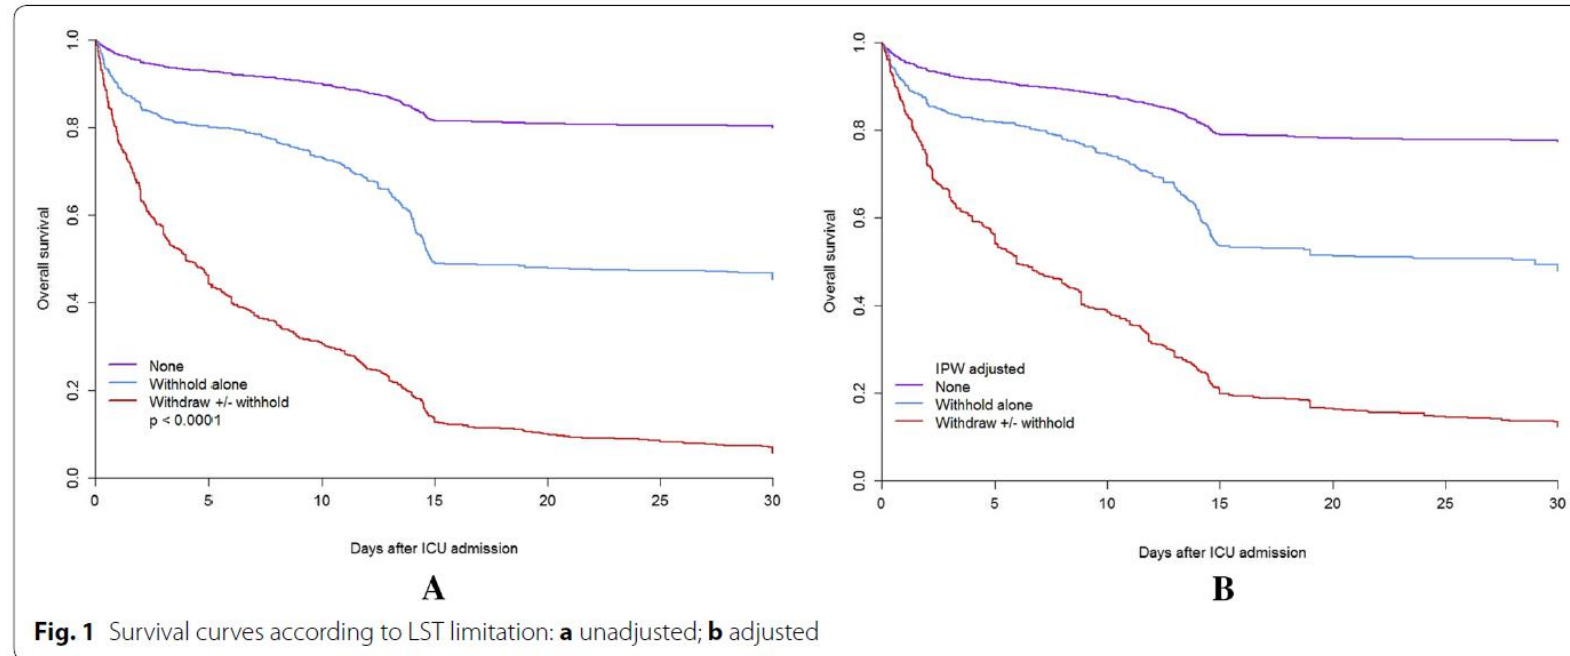 1.0
0.8
0.6
0.4
0.2
0.0
Overall survival
None
Withhold alone
Withdraw +/- withhold
p < 0.0001
0 5 10 15 20 25 30
Days after ICU admission
A
1.0
0.8
0.6
0.4
0.2
0.0
Overall survival
IPW adjusted
None
Withhold alone
Withdraw +/- withhold
0 5 10 15 20 25 30
Days after ICU admission
B
Fig. 1 Survival curves according to LST limitation: a unadjusted; b adjusted